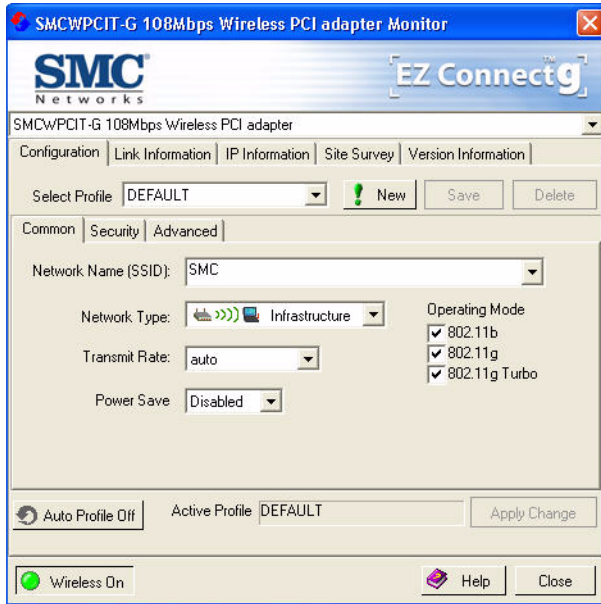 SMCWPCIT-G 108Mbps Wireless PCI adapter Monitor
SMC®
Networks
EZ Connect™ g
SMCWPCIT-G 108Mbps Wireless PCI adapter
Configuration Link Information IP Information Site Survey Version Information
Select Profile DEFAULT New Save Delete
Common Security Advanced
Network Name (SSID): SMC
Network Type: Infrastructure
Operating Mode
802.11b
802.11g
802.11g Turbo
Transmit Rate: auto
Power Save Disabled
Auto Profile Off Active Profile DEFAULT Apply Change
Wireless On Help Close